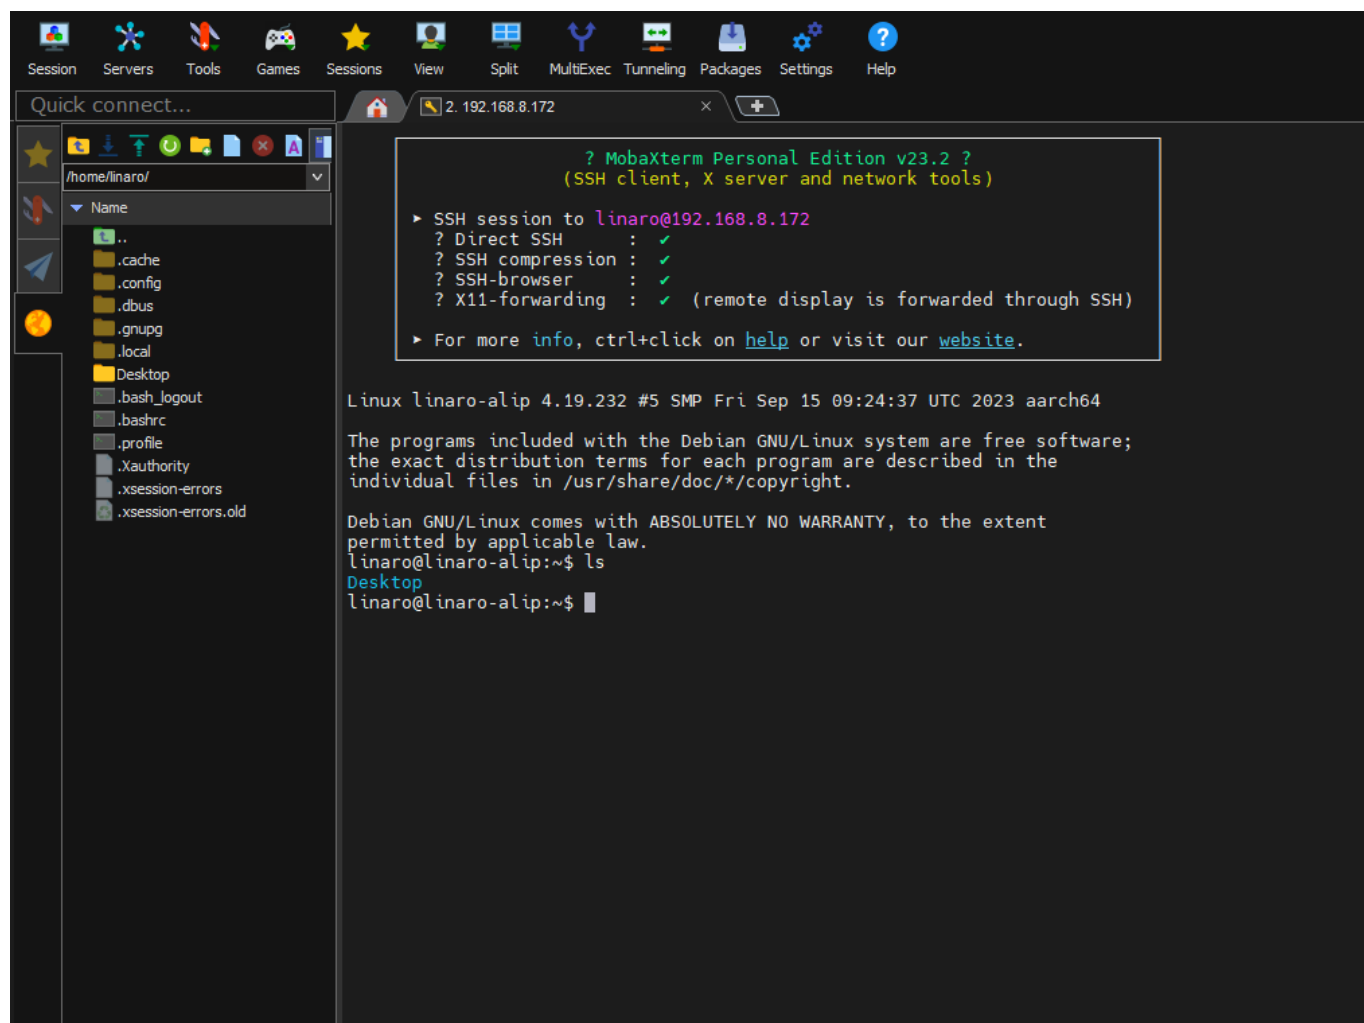 Session Servers Tools Games Sessions View Split MultiExec Tunneling Packages Settings Help
Quick connect...
2. 192.168.8.172
/home/linaro/
Name
..
.cache
.config
.dbus
.gnupg
.local
Desktop
.bash_logout
.bashrc
.profile
.Xauthority
.xsession-errors
.xsession-errors.old
? MobaXterm Personal Edition v23.2 ?
(SSH client, X server and network tools)
► SSH session to linaro@192.168.8.172
? Direct SSH : ✔
? SSH compression : ✔
? SSH-browser : ✔
? X11-forwarding : ✔ (remote display is forwarded through SSH)
► For more info, ctrl+click on help or visit our website.
Linux linaro-alip 4.19.232 #5 SMP Fri Sep 15 09:24:37 UTC 2023 aarch64
The programs included with the Debian GNU/Linux system are free software;
the exact distribution terms for each program are described in the
individual files in /usr/share/doc/*/copyright.
Debian GNU/Linux comes with ABSOLUTELY NO WARRANTY, to the extent
permitted by applicable law.
linaro@linaro-alip:~$ ls
Desktop
linaro@linaro-alip:~$